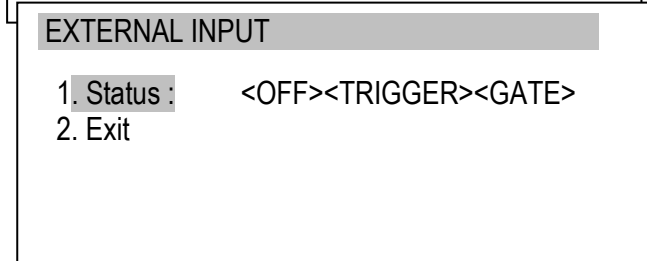 EXTERNAL INPUT
1. Status : <OFF><TRIGGER><GATE>
2. Exit